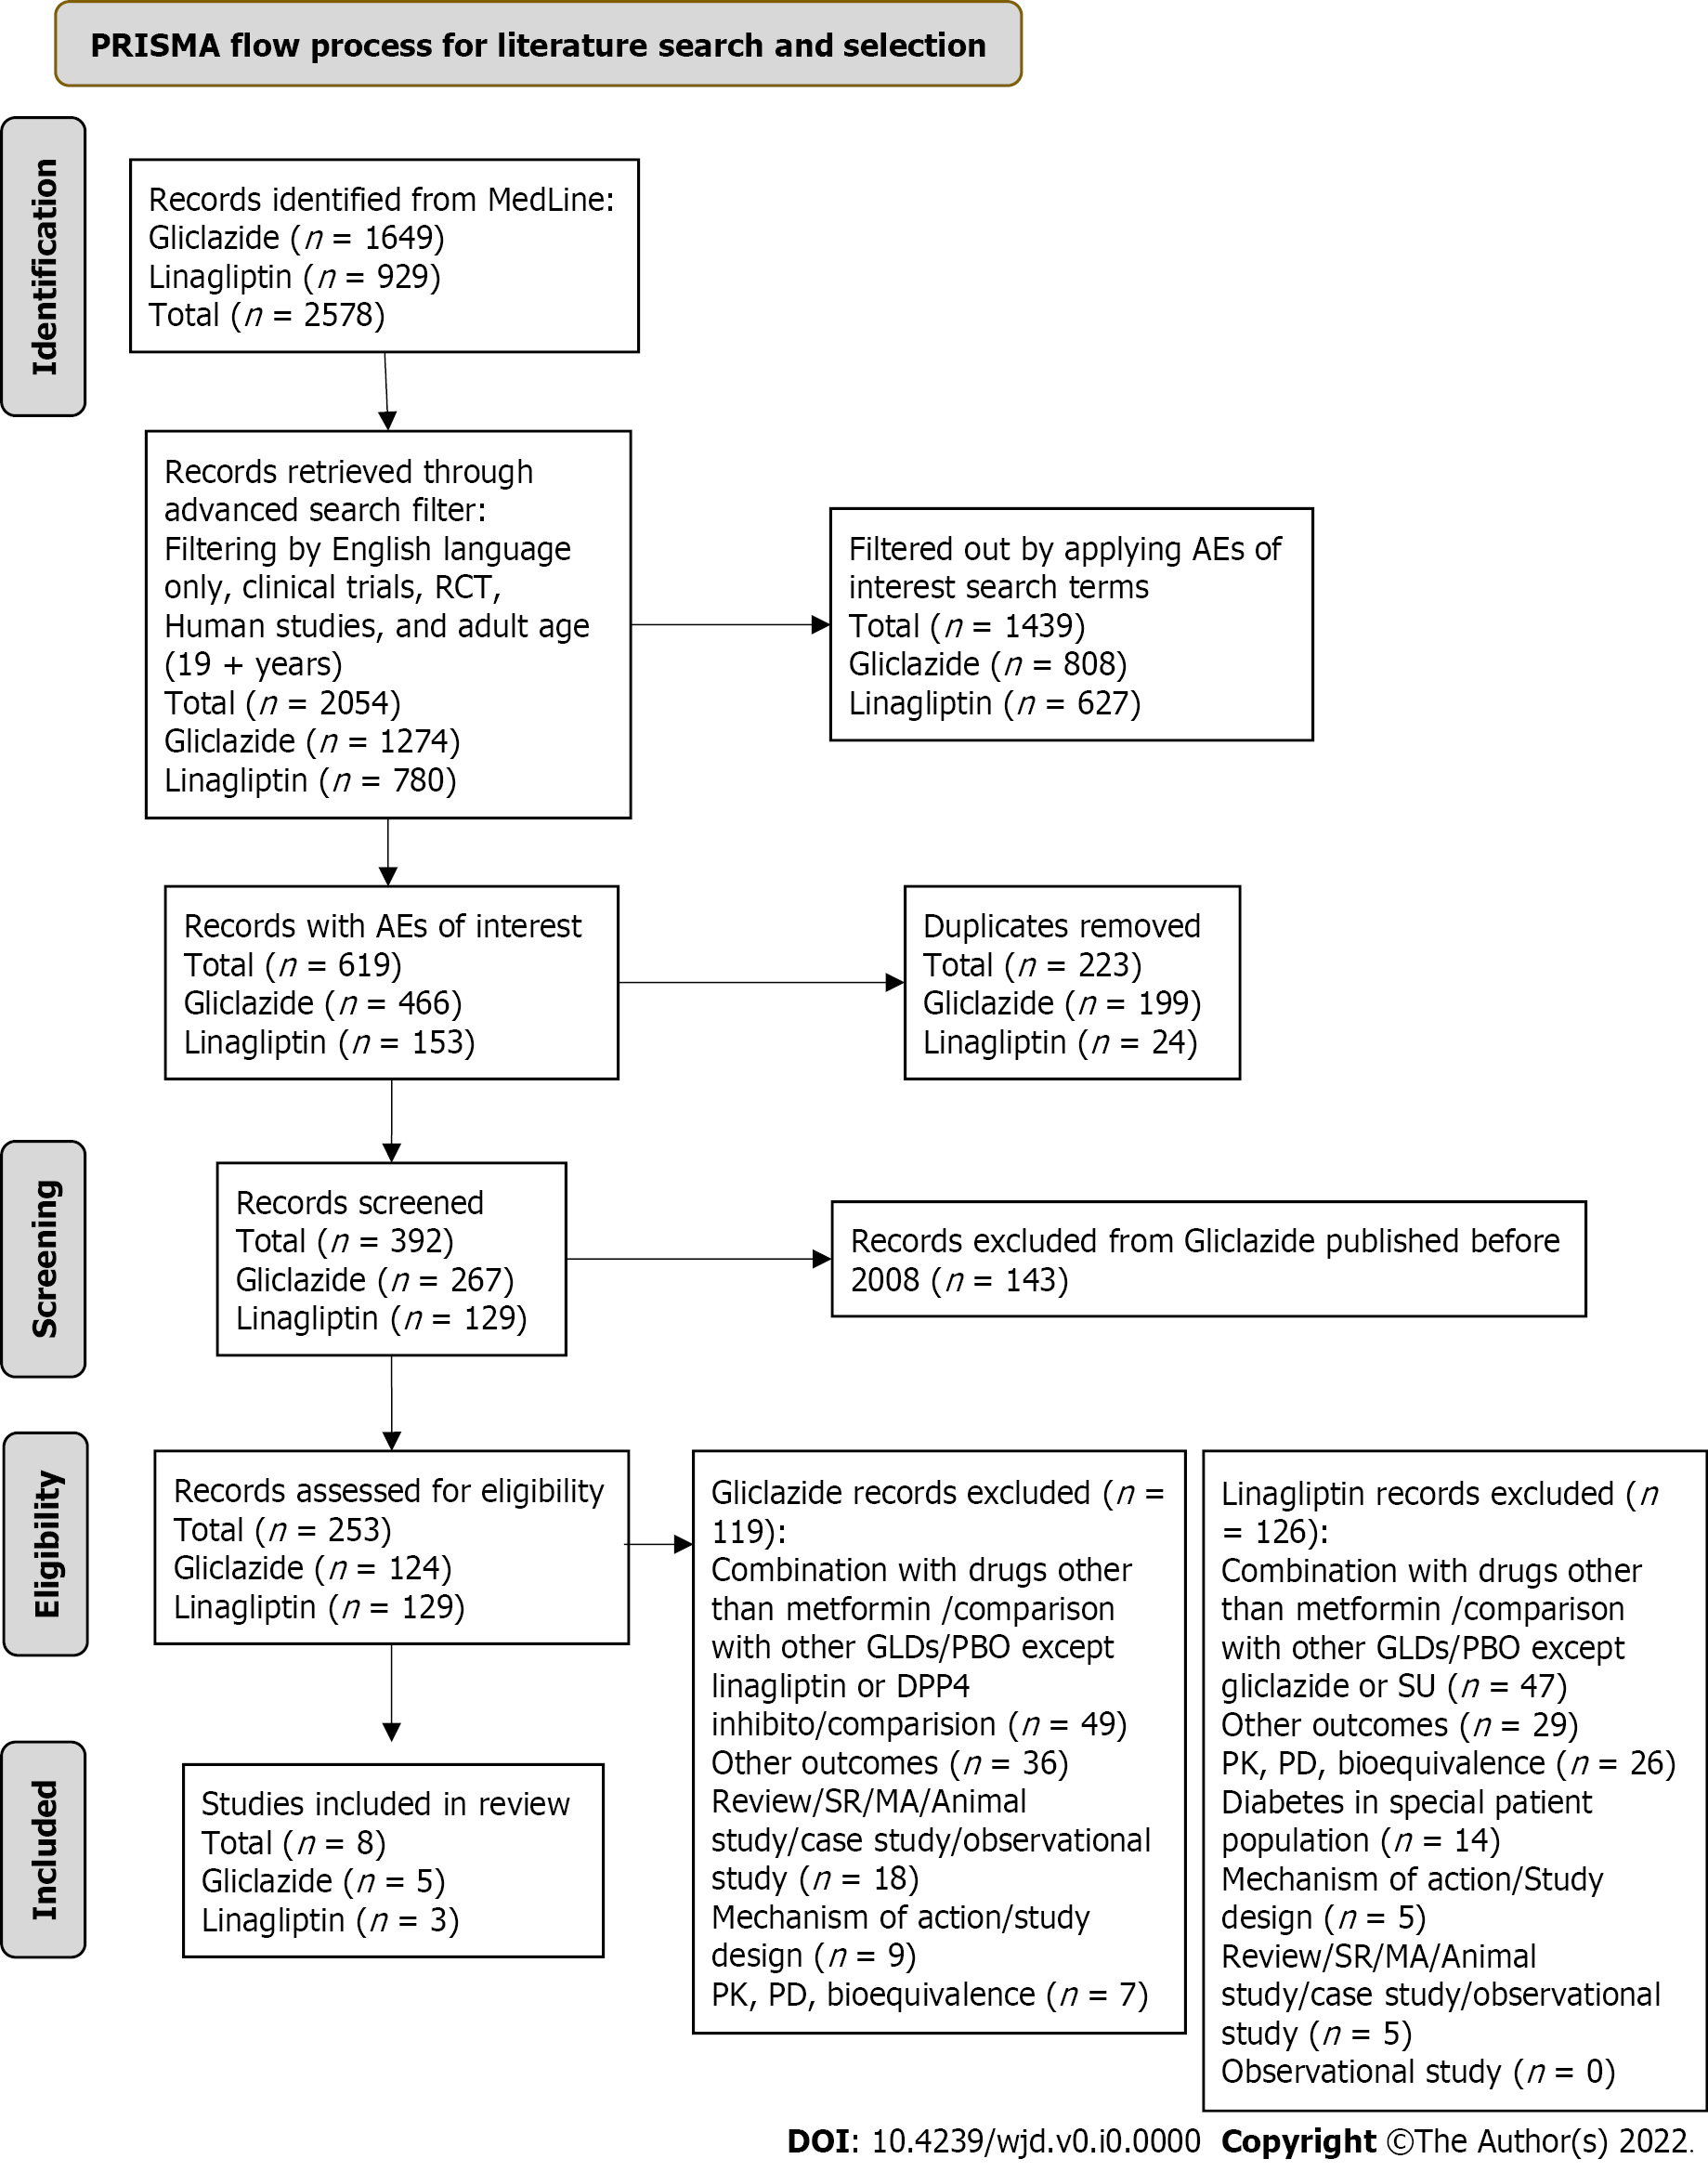 PRISMA flow process for literature search and selection
Identification
Records identified from MedLine:
Gliclazide (n = 1649)
Linagliptin (n = 929)
Total (n = 2578)
Records retrieved through
advanced search filter:
Filtering by English language
only, clinical trials, RCT,
Human studies, and adult age
(19 + years)
Total (n = 2054)
Gliclazide (n = 1274)
Linagliptin (n = 780)
Filtered out by applying AEs of
interest search terms
Total (n = 1439)
Gliclazide (n = 808)
Linagliptin (n = 627)
Records with AEs of interest
Total (n = 619)
Gliclazide (n = 466)
Linagliptin (n = 153)
Duplicates removed
Total (n = 223)
Gliclazide (n = 199)
Linagliptin (n = 24)
Screening
Records screened
Total (n = 392)
Gliclazide (n = 267)
Linagliptin (n = 129)
Records excluded from Gliclazide published before
2008 (n = 143)
Eligibility
Records assessed for eligibility
Total (n = 253)
Gliclazide (n = 124)
Linagliptin (n = 129)
Gliclazide records excluded (n =
119):
Combination with drugs other
than metformin /comparison
with other GLDs/PBO except
linagliptin or DPP4
inhibito/comparision (n = 49)
Other outcomes (n = 36)
Review/SR/MA/Animal
study/case study/observational
study (n = 18)
Mechanism of action/study
design (n = 9)
PK, PD, bioequivalence (n = 7)
Linagliptin records excluded (n
= 126):
Combination with drugs other
than metformin /comparison
with other GLDs/PBO except
gliclazide or SU (n = 47)
Other outcomes (n = 29)
PK, PD, bioequivalence (n = 26)
Diabetes in special patient
population (n = 14)
Mechanism of action/Study
design (n = 5)
Review/SR/MA/Animal
study/case study/observational
study (n = 5)
Observational study (n = 0)
Included
Studies included in review
Total (n = 8)
Gliclazide (n = 5)
Linagliptin (n = 3)
DOI: 10.4239/wjd.v0.i0.0000 Copyright ©The Author(s) 2022.